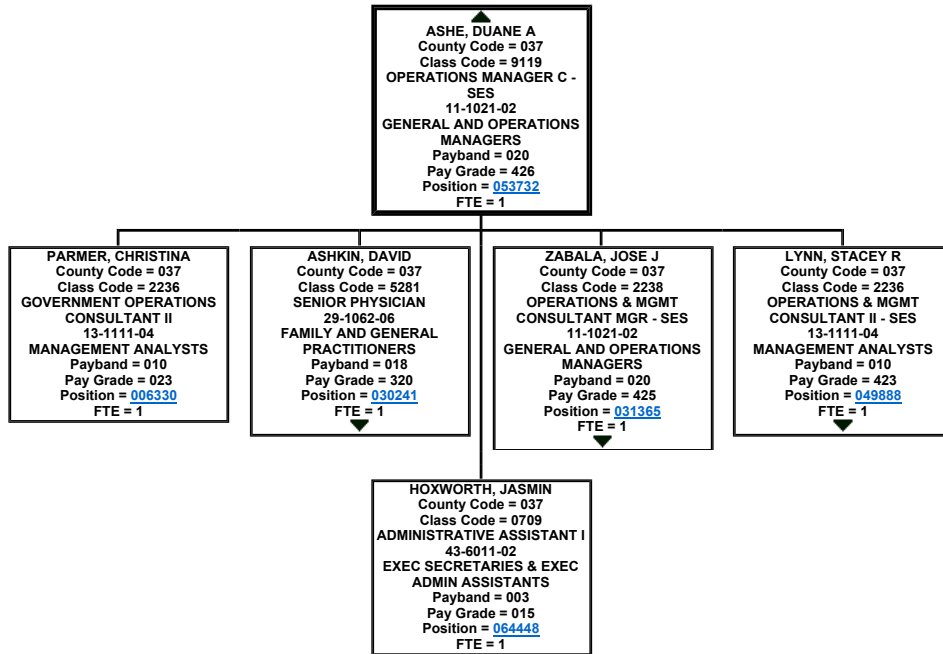 ASHE, DUANE A
County Code = 037
Class Code = 9119
OPERATIONS MANAGER C -
SES
11-1021-02
GENERAL AND OPERATIONS
MANAGERS
Payband = 020
Pay Grade = 426
Position = 053732
FTE = 1
PARMER, CHRISTINA
County Code = 037
Class Code = 2236
GOVERNMENT OPERATIONS
CONSULTANT II
13-1111-04
MANAGEMENT ANALYSTS
Payband = 010
Pay Grade = 023
Position = 006330
FTE = 1
ASHKIN, DAVID
County Code = 037
Class Code = 5281
SENIOR PHYSICIAN
29-1062-06
FAMILY AND GENERAL
PRACTITIONERS
Payband = 018
Pay Grade = 320
Position = 030241
FTE = 1
ZABALA, JOSE J
County Code = 037
Class Code = 2238
OPERATIONS & MGMT
CONSULTANT MGR - SES
11-1021-02
GENERAL AND OPERATIONS
MANAGERS
Payband = 020
Pay Grade = 425
Position = 031365
FTE = 1
LYNN, STACEY R
County Code = 037
Class Code = 2236
OPERATIONS & MGMT
CONSULTANT II - SES
13-1111-04
MANAGEMENT ANALYSTS
Payband = 010
Pay Grade = 423
Position = 049888
FTE = 1
HOXWORTH, JASMIN
County Code = 037
Class Code = 0709
ADMINISTRATIVE ASSISTANT I
43-6011-02
EXEC SECRETARIES & EXEC
ADMIN ASSISTANTS
Payband = 003
Pay Grade = 015
Position = 064448
FTE = 1